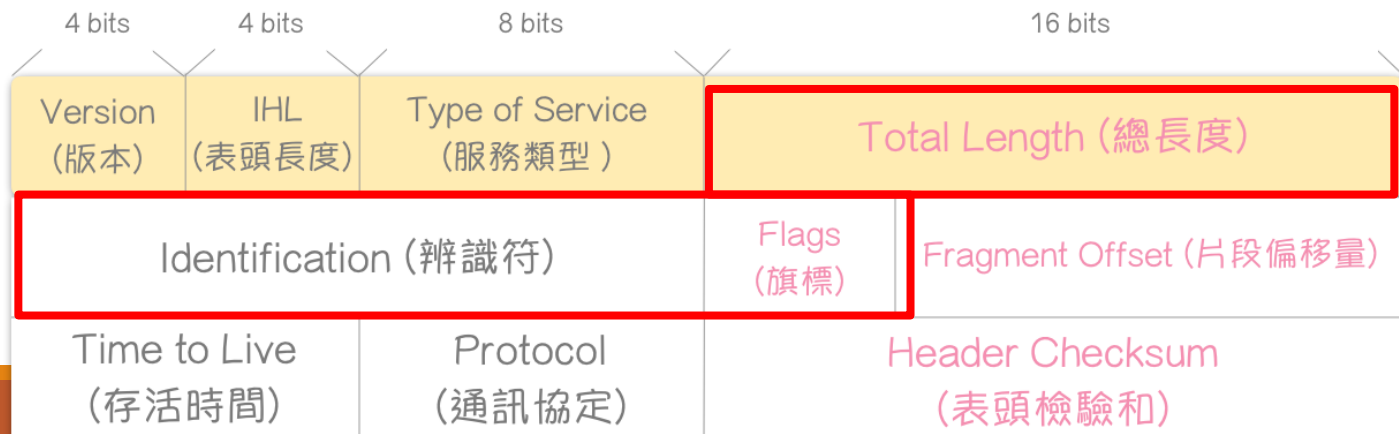 4 bits 4 bits 8 bits 16 bits
Version IHL Type of Service Total Length (總長度)
(版本) (表頭長度) (服務類型 )
Identification (辨識符) Flags Fragment Offset (片段偏移量)
(旗標)
Time to Live Protocol Header Checksum
(存活時間) (通訊協定) (表頭檢驗和)